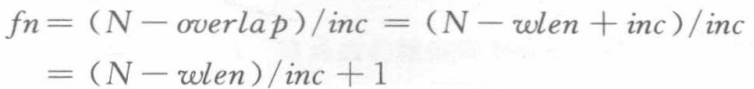 fn = (N − overlap)/inc = (N − wlen + inc)/inc
= (N − wlen)/inc + 1